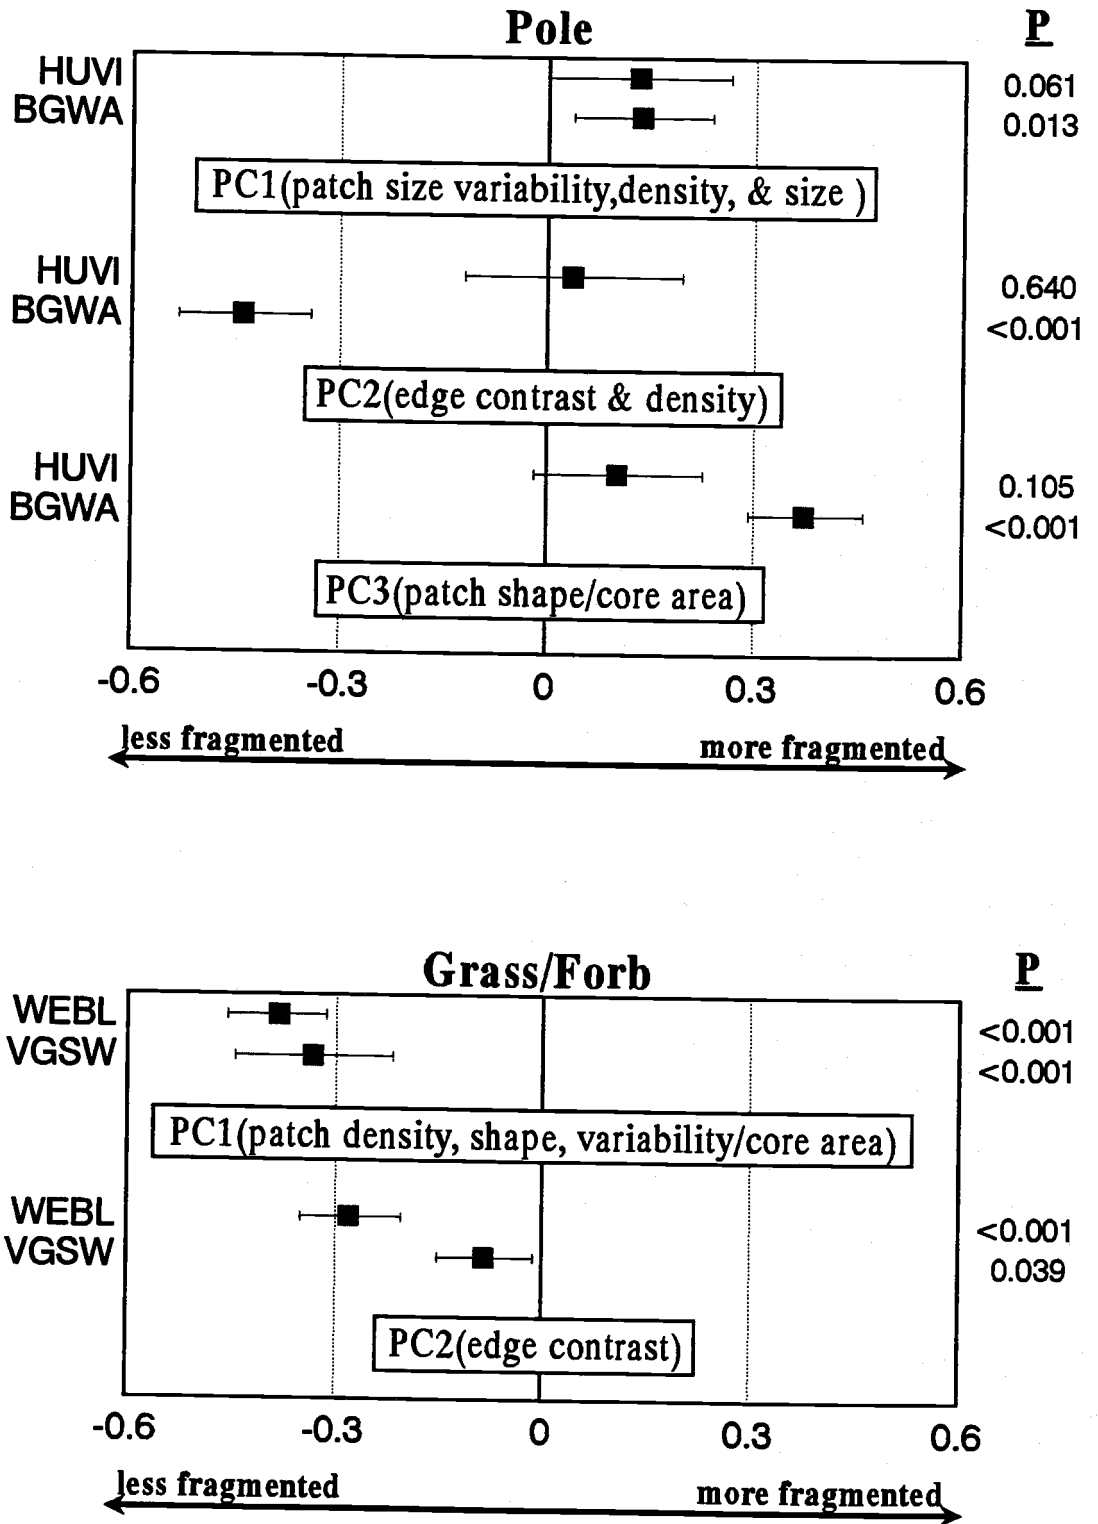 Pole P
HUVI 0.061
BGWA 0.013
PC1(patch size variability,density, & size )
HUVI 0.640
BGWA <0.001
PC2(edge contrast & density)
HUVI 0.105
BGWA <0.001
PC3(patch shape/core area)
-0.6 -0.3 0 0.3 0.6
less fragmented more fragmented
Grass/Forb P
WEBL <0.001
VGSW <0.001
PC1(patch density, shape, variability/core area)
WEBL <0.001
VGSW 0.039
PC2(edge contrast)
-0.6 -0.3 0 0.3 0.6
less fragmented more fragmented